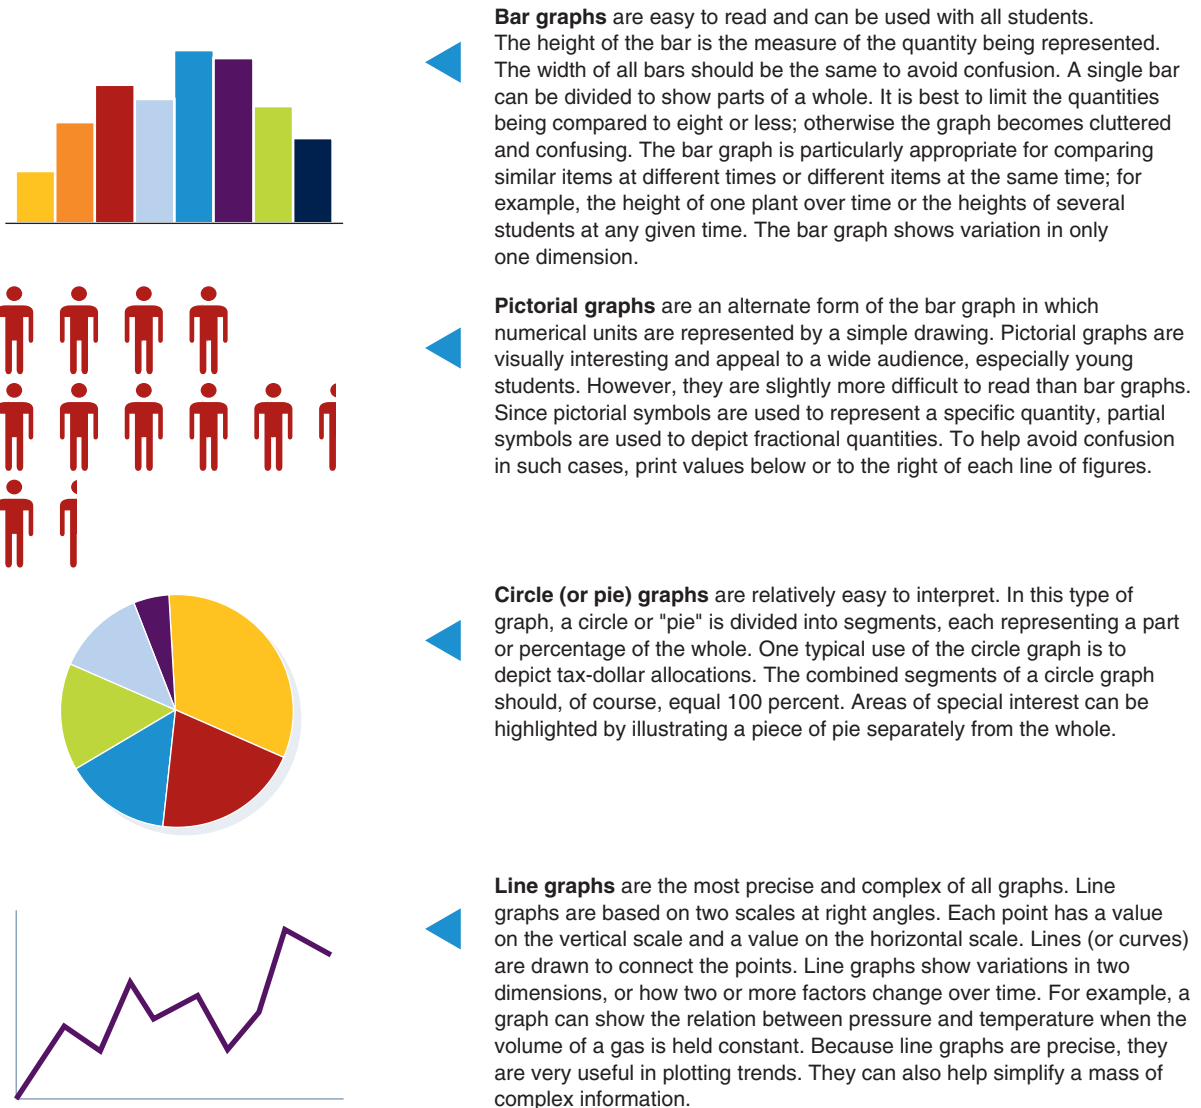 Bar graphs are easy to read and can be used with all students.
The height of the bar is the measure of the quantity being represented.
The width of all bars should be the same to avoid confusion. A single bar
can be divided to show parts of a whole. It is best to limit the quantities
being compared to eight or less; otherwise the graph becomes cluttered
and confusing. The bar graph is particularly appropriate for comparing
similar items at different times or different items at the same time; for
example, the height of one plant over time or the heights of several
students at any given time. The bar graph shows variation in only
one dimension.
Pictorial graphs are an alternate form of the bar graph in which
numerical units are represented by a simple drawing. Pictorial graphs are
visually interesting and appeal to a wide audience, especially young
students. However, they are slightly more difficult to read than bar graphs.
Since pictorial symbols are used to represent a specific quantity, partial
symbols are used to depict fractional quantities. To help avoid confusion
in such cases, print values below or to the right of each line of figures.
Circle (or pie) graphs are relatively easy to interpret. In this type of
graph, a circle or "pie" is divided into segments, each representing a part
or percentage of the whole. One typical use of the circle graph is to
depict tax-dollar allocations. The combined segments of a circle graph
should, of course, equal 100 percent. Areas of special interest can be
highlighted by illustrating a piece of pie separately from the whole.
Line graphs are the most precise and complex of all graphs. Line
graphs are based on two scales at right angles. Each point has a value
on the vertical scale and a value on the horizontal scale. Lines (or curves)
are drawn to connect the points. Line graphs show variations in two
dimensions, or how two or more factors change over time. For example, a
graph can show the relation between pressure and temperature when the
volume of a gas is held constant. Because line graphs are precise, they
are very useful in plotting trends. They can also help simplify a mass of
complex information.